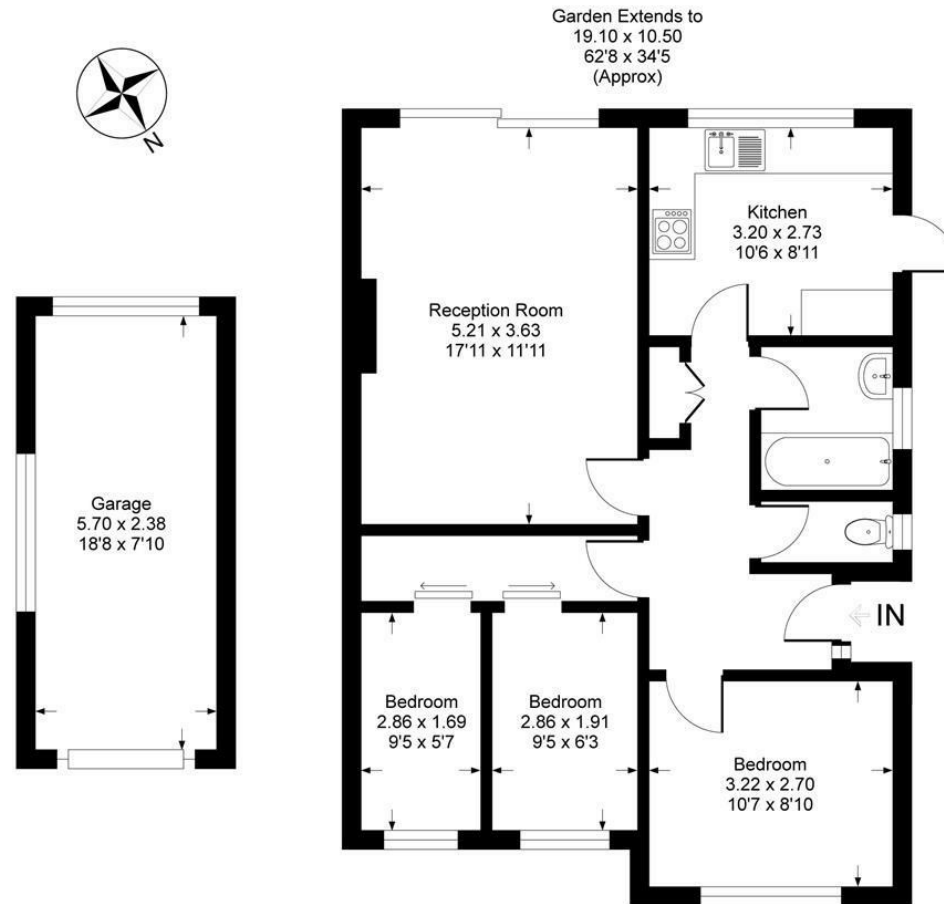 Garden Extends to
19.10 x 10.50
62'8 x 34'5
(Approx)
N
Kitchen
3.20 x 2.73
10'6 x 8'11
Reception Room
5.21 x 3.63
17'11 x 11'11
Garage
5.70 x 2.38
18'8 x 7'10
IN
Bedroom
2.86 x 1.69
9'5 x 5'7
Bedroom
2.86 x 1.91
9'5 x 6'3
Bedroom
3.22 x 2.70
10'7 x 8'10